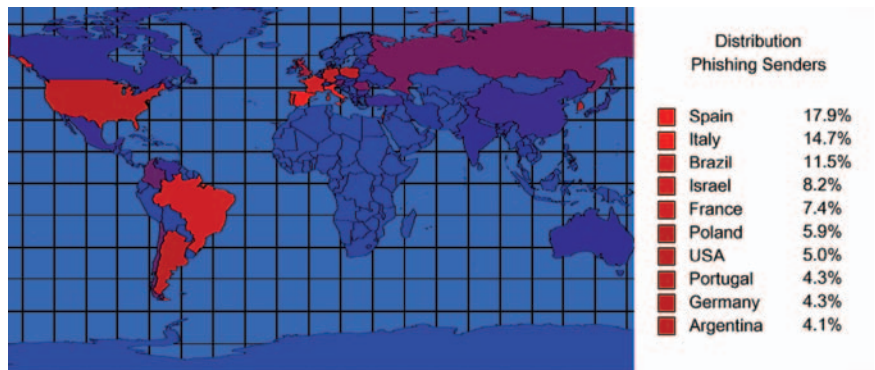 Distribution
Phishing Senders
Spain 17.9%
Italy 14.7%
Brazil 11.5%
Israel 8.2%
France 7.4%
Poland 5.9%
USA 5.0%
Portugal 4.3%
Germany 4.3%
Argentina 4.1%